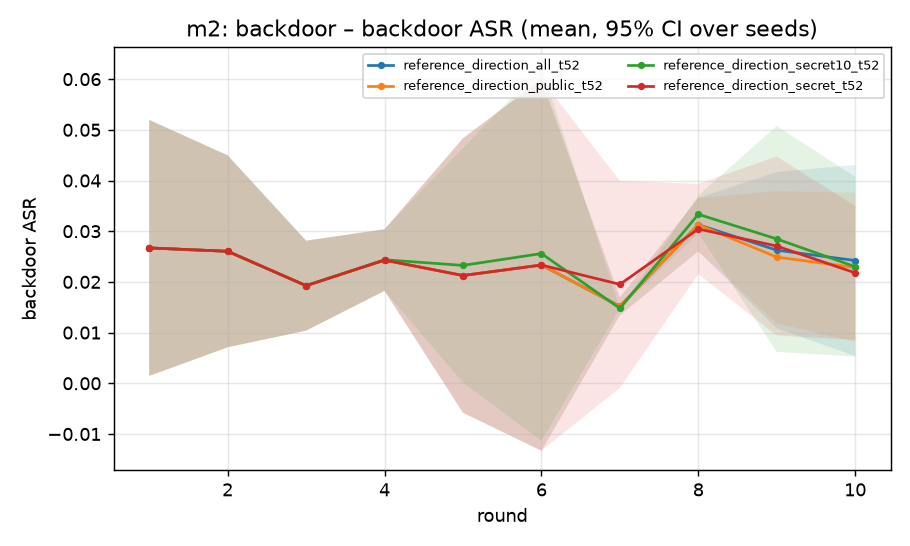 m2: backdoor – backdoor ASR (mean, 95% CI over seeds)
reference_direction_all_t52
reference_direction_public_t52
reference_direction_secret10_t52
reference_direction_secret_t52
backdoor ASR
0.06
0.05
0.04
0.03
0.02
0.01
0.00
−0.01
2 4 6 8 10
round